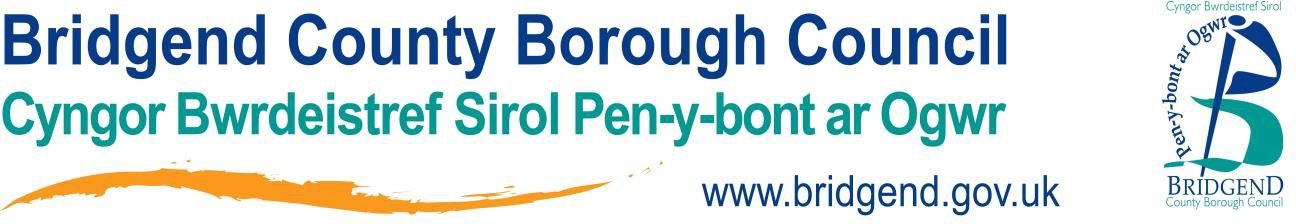 Bridgend County Borough Council
Cyngor Bwrdeistref Sirol Pen-y-bont ar Ogwr
www.bridgend.gov.uk
Cyngor Bwrdeistref Sirol
Pen-y-bont ar Ogwr
BRIDGEND
County Borough Council